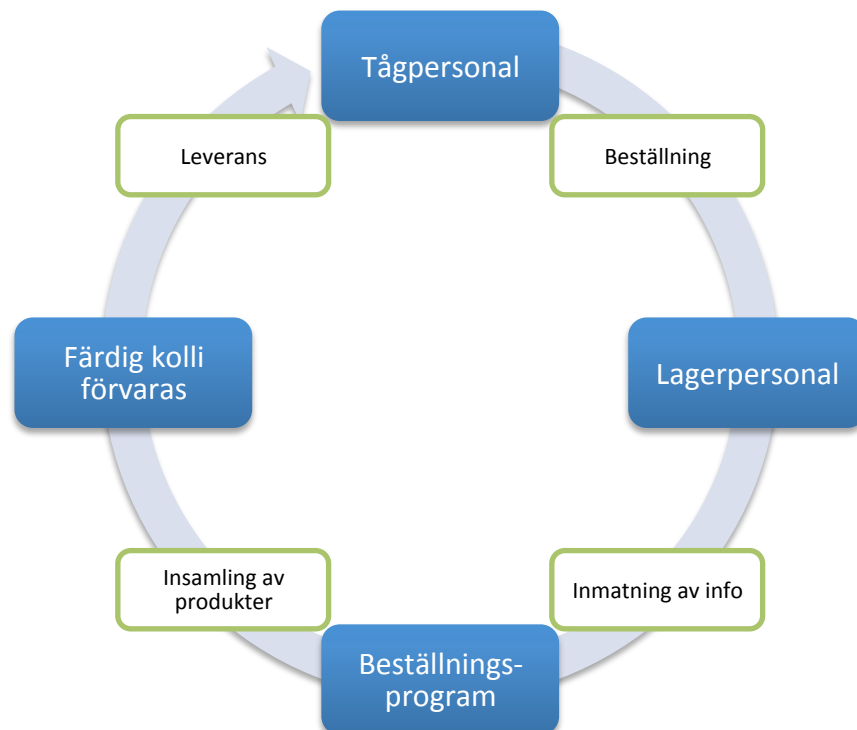 Tågpersonal
Leverans
Beställning
Färdig kolli
förvaras
Lagerpersonal
Insamling av
produkter
Inmatning av info
Beställnings-
program